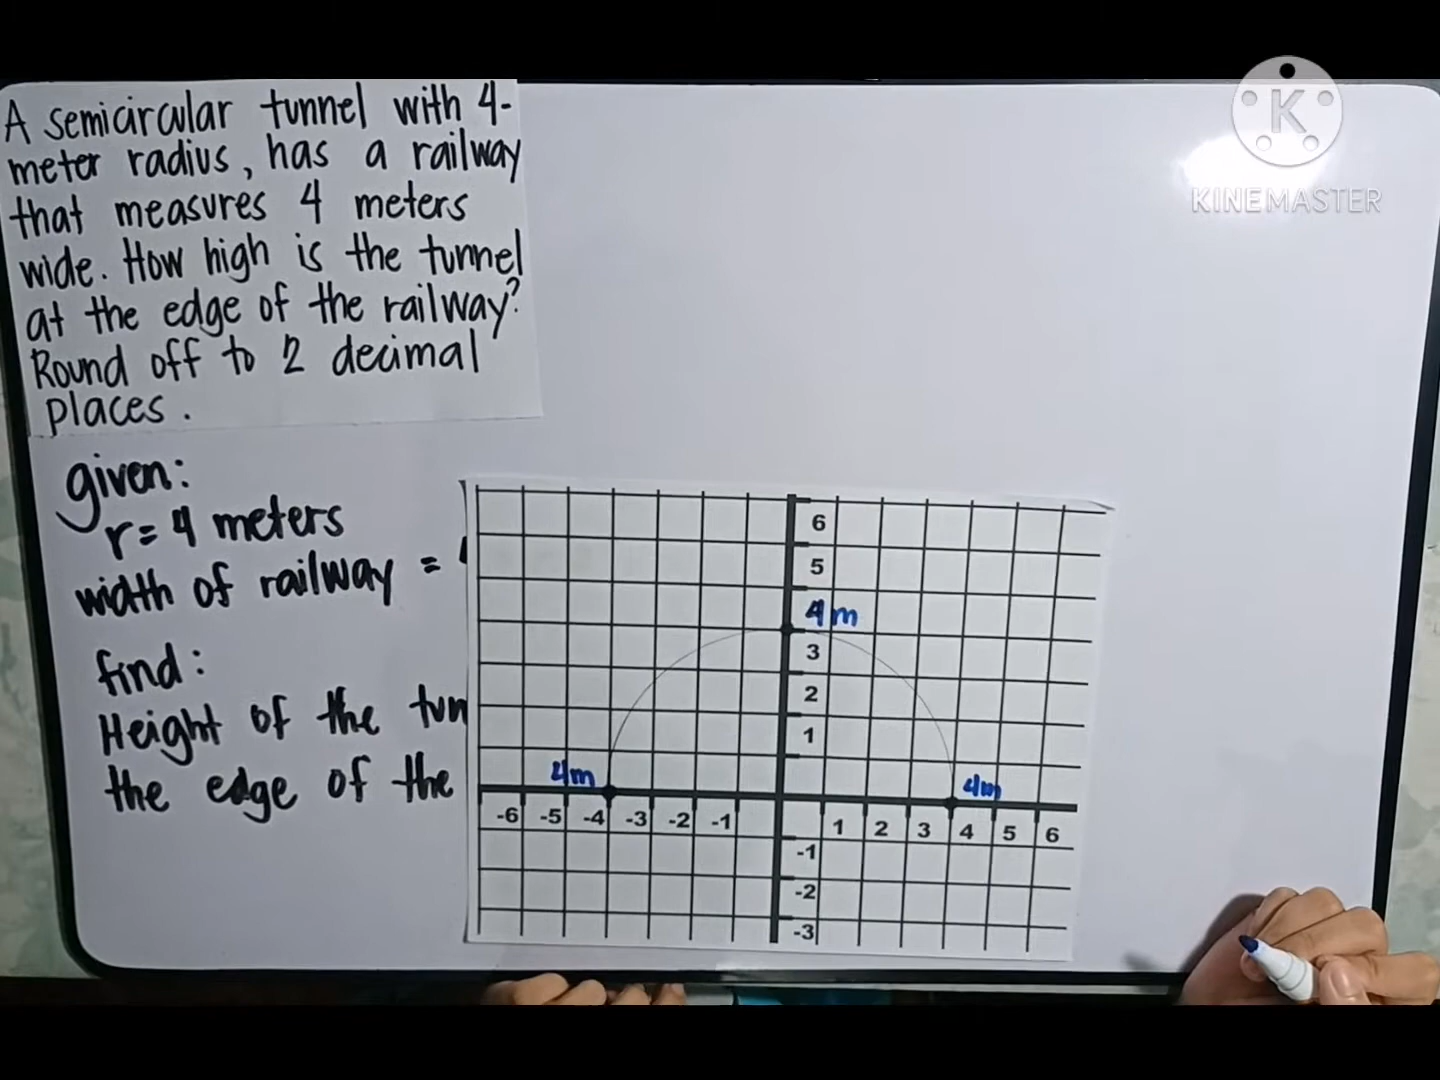 A semicircular tunnel with 4-
meter radius, has a railway
that measures 4 meters
wide. How high is the tunnel
at the edge of the railway?
Round off to 2 decimal
places.
given:
r = 4 meters
width of railway =
find:
Height of the tun
the edge of the
6
5
4m
3
2
1
4m
4m
-6 -5 -4 -3 -2 -1 1 2 3 4 5 6
-1
-2
-3
K
KINEMASTER